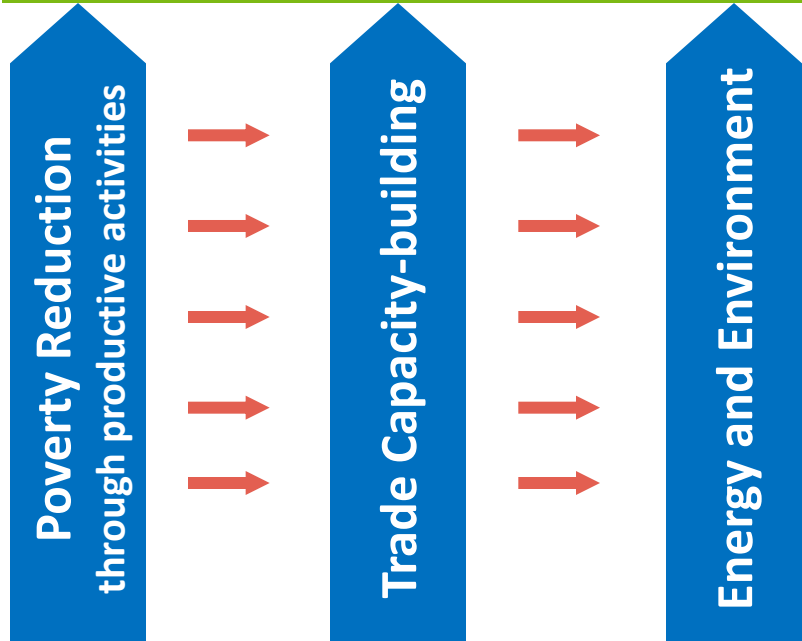 Poverty Reduction
through productive activities
Trade Capacity-building
Energy and Environment